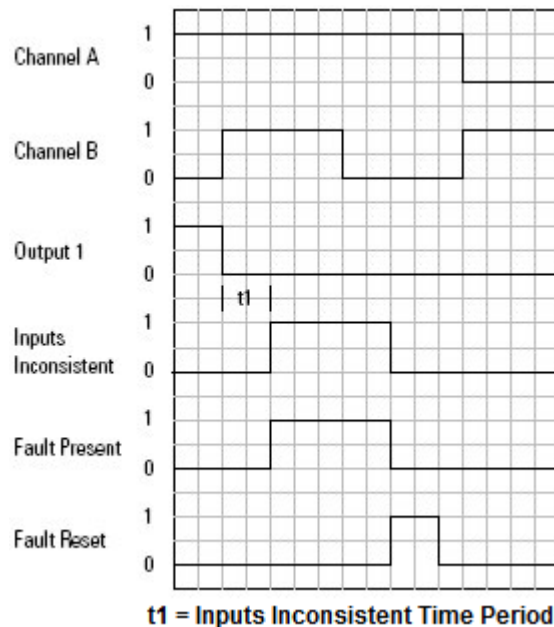 Channel A
1
0
Channel B
1
0
Output 1
1
0
t1
Inputs
Inconsistent
1
0
Fault Present
1
0
Fault Reset
1
0
t1 = Inputs Inconsistent Time Period